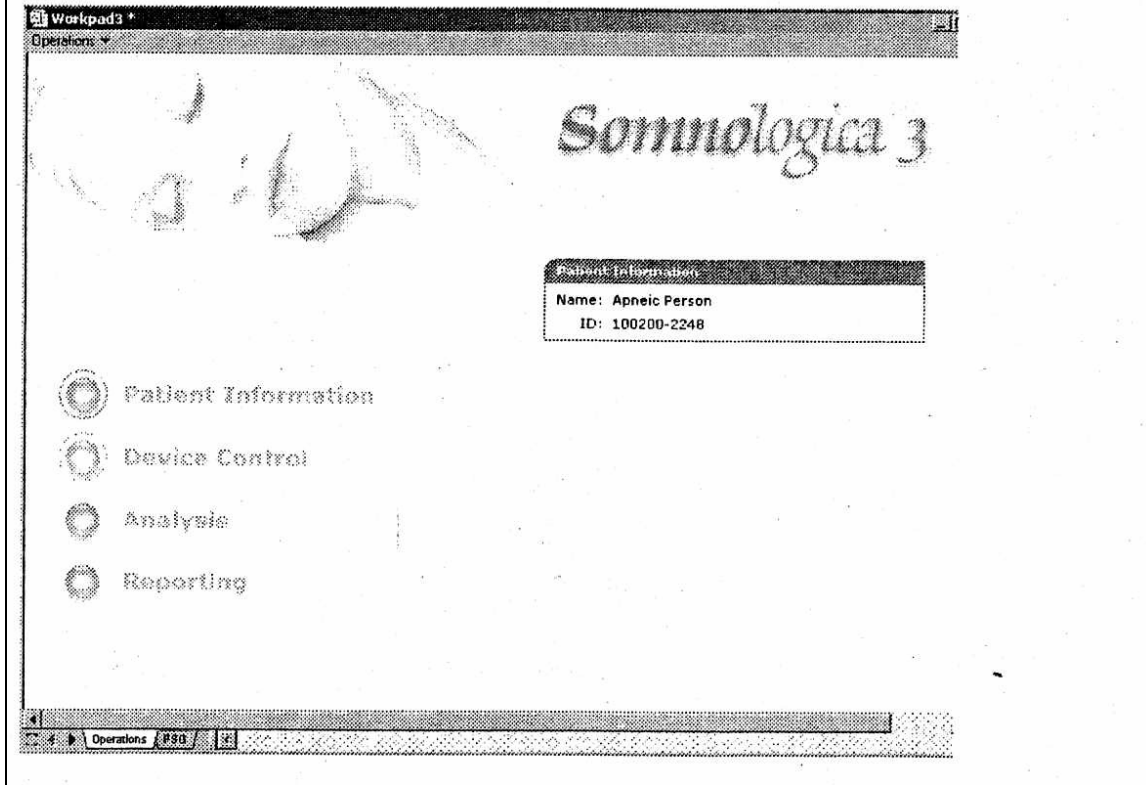 Workpad3 *
Operations
Somnologica 3
Patient Information
Name: Apneic Person
ID: 100200-2248
Patient Information
Device Control
Analysis
Reporting
Operations PSG